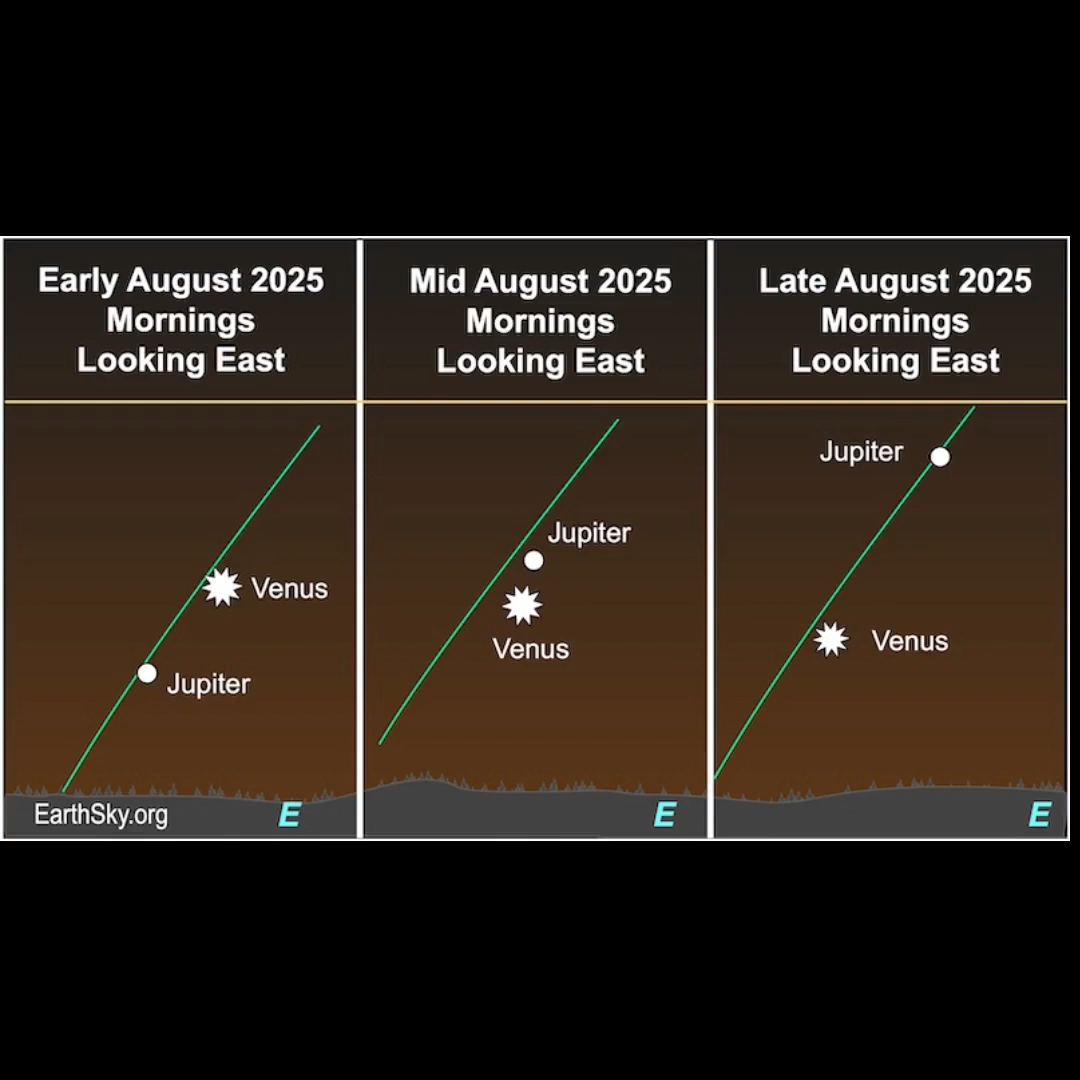 Early August 2025
Mornings
Looking East
Venus
Jupiter
EarthSky.org
E
Mid August 2025
Mornings
Looking East
Jupiter
Venus
E
Late August 2025
Mornings
Looking East
Jupiter
Venus
E